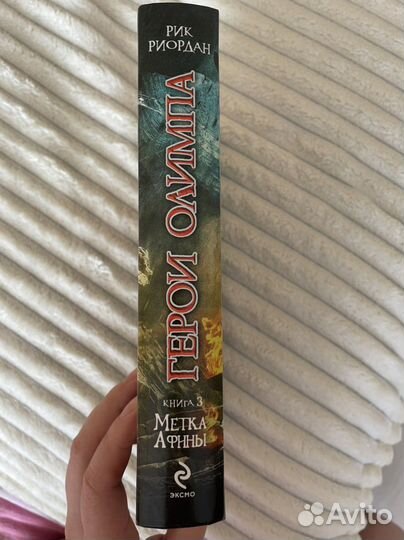 РИК
РИОРДАН
ГЕРОИ ОЛИМПА
КНИГА 3
МЕТКА
АФИНЫ
ЭКСМО
Avito